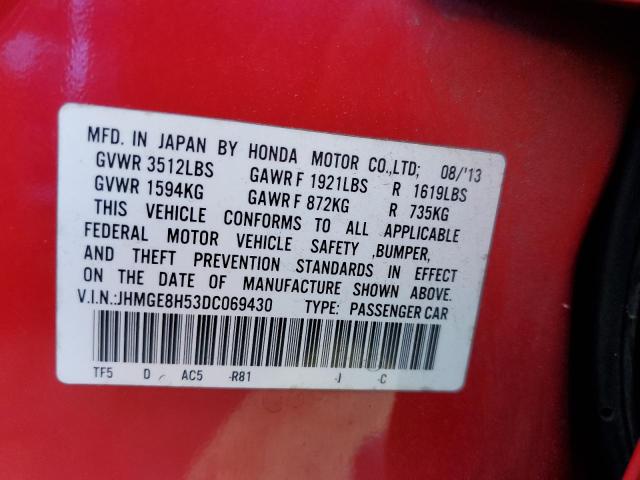 MFD. IN JAPAN BY HONDA MOTOR CO.,LTD; 08/'13
GVWR 3512LBS GAWR F 1921LBS R 1619LBS
GVWR 1594KG GAWR F 872KG R 735KG
THIS VEHICLE CONFORMS TO ALL APPLICABLE
FEDERAL MOTOR VEHICLE SAFETY ,BUMPER,
AND THEFT PREVENTION STANDARDS IN EFFECT
ON THE DATE OF MANUFACTURE SHOWN ABOVE.
V.I.N.:JHMGE8H53DC069430 TYPE: PASSENGER CAR
TF5 D AC5 -R81 -J -C